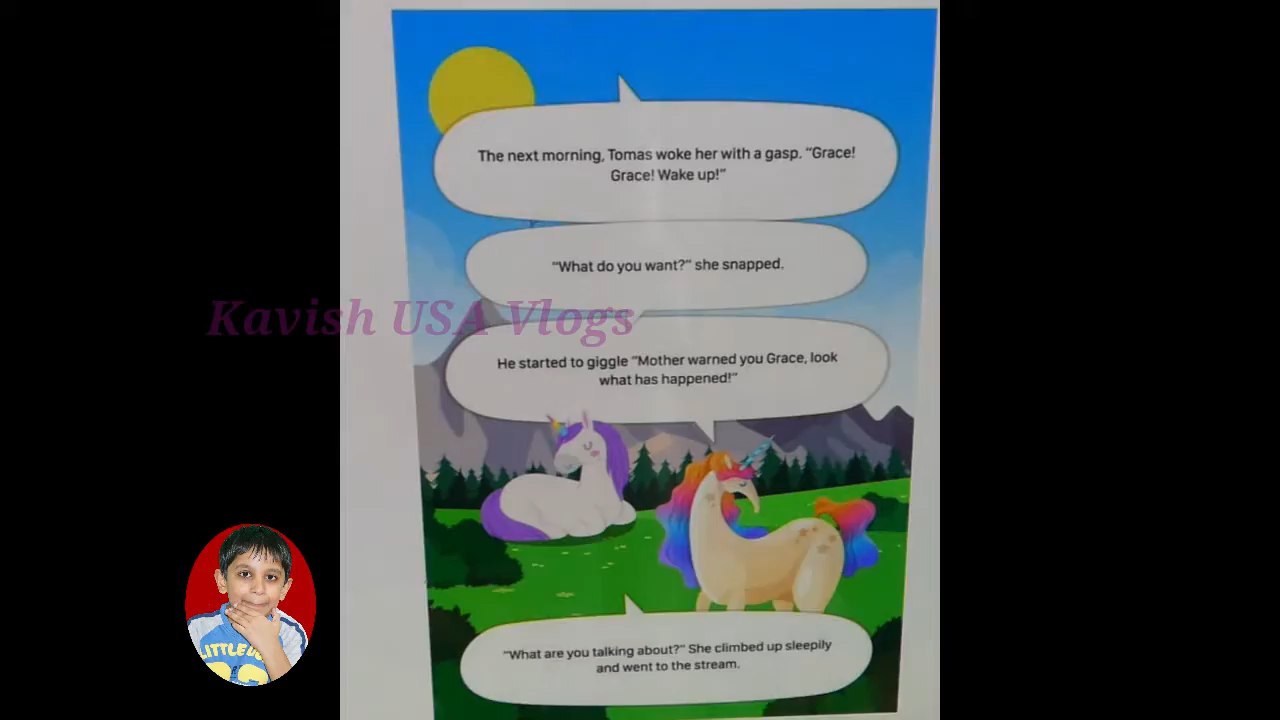 The next morning, Tomas woke her with a gasp. “Grace!
Grace! Wake up!”
“What do you want?” she snapped.
Kavish USA Vlogs
He started to giggle “Mother warned you Grace, look
what has happened!”
LITTLE
“What are you talking about?” She climbed up sleepily
and went to the stream.